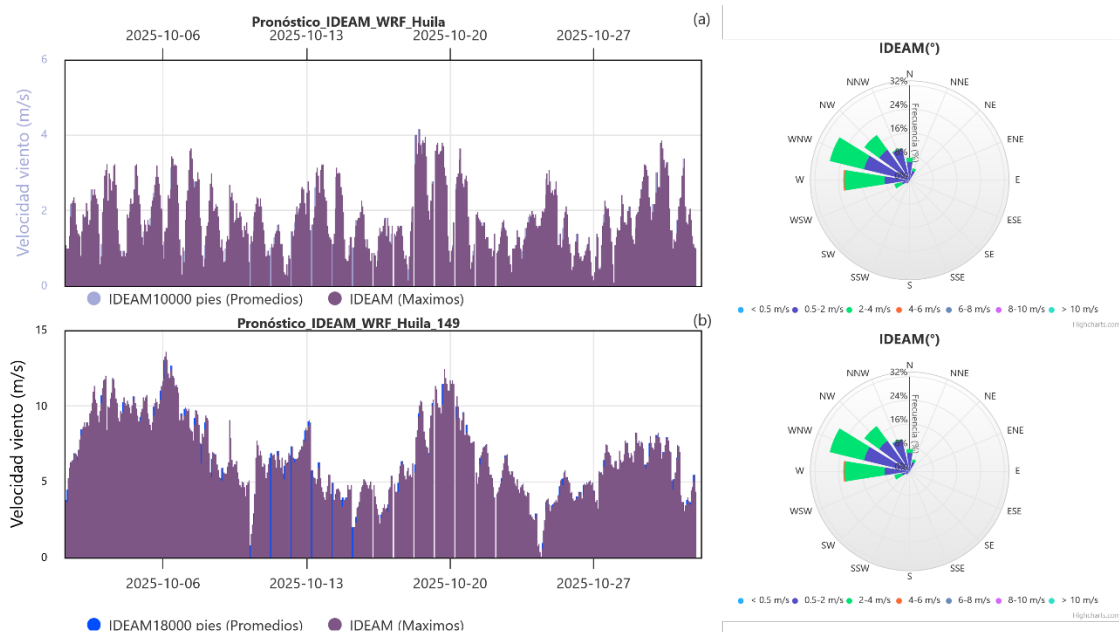 Pronóstico_IDEAM_WRF_Huila
(a)
2025-10-06 2025-10-13 2025-10-20 2025-10-27
6
4
2
0
Velocidad viento (m/s)
IDEAM10000 pies (Promedios) IDEAM (Maximos)
IDEAM(°)
N
NNE
NE
ENE
E
ESE
SE
SSE
S
SSW
SW
WSW
W
WNW
NW
NNW
32%
24%
16%
Frecuencia (%)
< 0.5 m/s 0.5-2 m/s 2-4 m/s 4-6 m/s 6-8 m/s 8-10 m/s > 10 m/s
Highcharts.com
Pronóstico_IDEAM_WRF_Huila_149
(b)
15
10
5
0
Velocidad viento (m/s)
2025-10-06 2025-10-13 2025-10-20 2025-10-27
IDEAM18000 pies (Promedios) IDEAM (Maximos)
IDEAM(°)
N
NNE
NE
ENE
E
ESE
SE
SSE
S
SSW
SW
WSW
W
WNW
NW
NNW
32%
24%
16%
Frecuencia (%)
< 0.5 m/s 0.5-2 m/s 2-4 m/s 4-6 m/s 6-8 m/s 8-10 m/s > 10 m/s
Highcharts.com